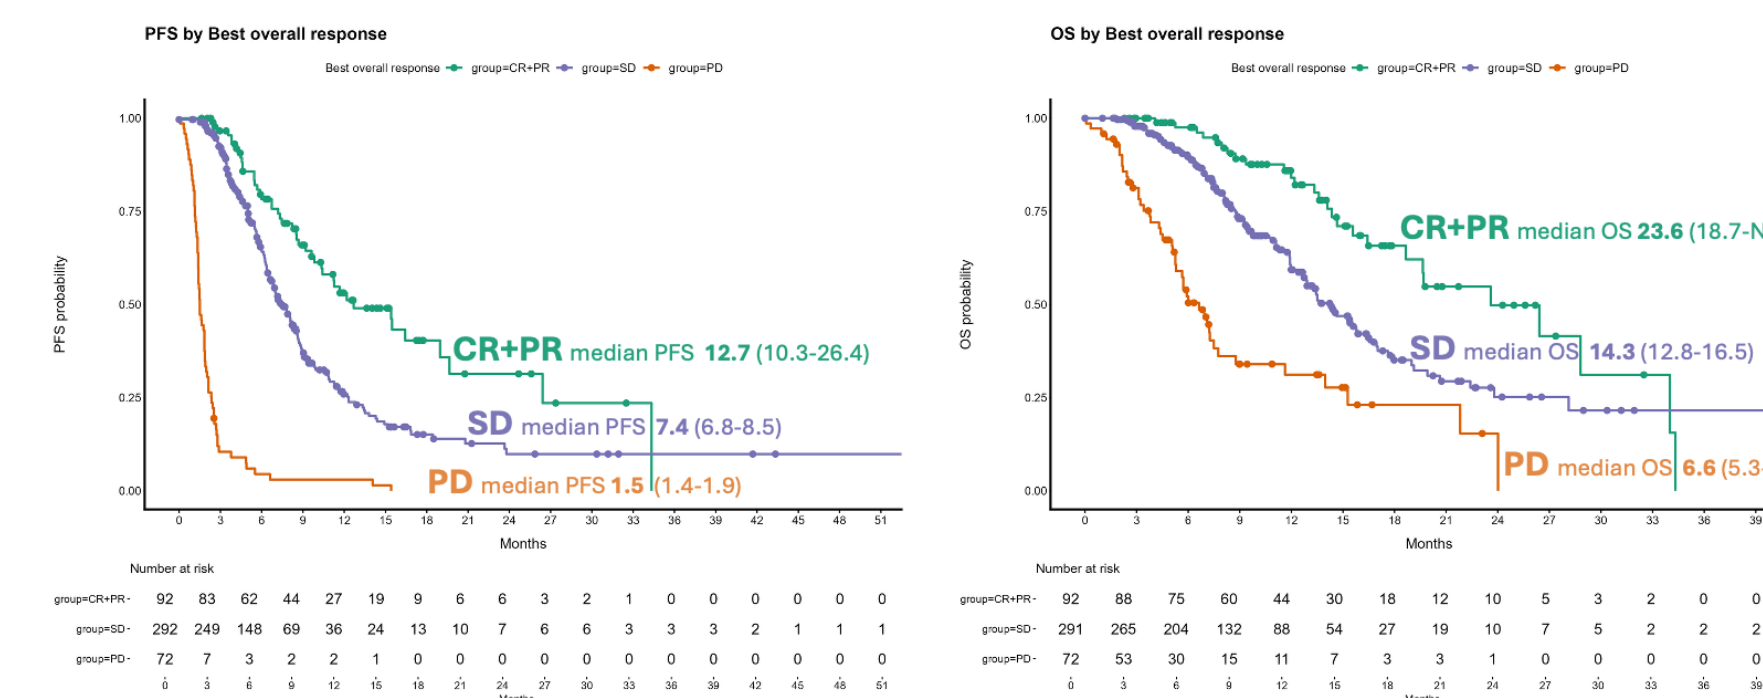 PFS by Best overall response
Best overall response group=CR+PR group=SD group=PD
1.00
0.75
0.50
0.25
0.00
PFS probability
CR+PR median PFS 12.7 (10.3-26.4)
SD median PFS 7.4 (6.8-8.5)
PD median PFS 1.5 (1.4-1.9)
0 3 6 9 12 15 18 21 24 27 30 33 36 39 42 45 48 51
Months
Number at risk
group=CR+PR- 92 83 62 44 27 19 9 6 6 3 2 1 0 0 0 0 0 0
group=SD- 292 249 148 69 36 24 13 10 7 6 6 3 3 3 2 1 1 1
group=PD- 72 7 3 2 2 1 0 0 0 0 0 0 0 0 0 0 0 0
0 3 6 9 12 15 18 21 24 27 30 33 36 39 42 45 48 51
Months
OS by Best overall response
Best overall response group=CR+PR group=SD group=PD
1.00
0.75
0.50
0.25
0.00
OS probability
CR+PR median OS 23.6 (18.7-N
SD median OS 14.3 (12.8-16.5)
PD median OS 6.6 (5.3-
0 3 6 9 12 15 18 21 24 27 30 33 36 39
Months
Number at risk
group=CR+PR- 92 88 75 60 44 30 18 12 10 5 3 2 0 0
group=SD- 291 265 204 132 88 54 27 19 10 7 5 2 2 2
group=PD- 72 53 30 15 11 7 3 3 1 0 0 0 0 0
0 3 6 9 12 15 18 21 24 27 30 33 36 39
Months